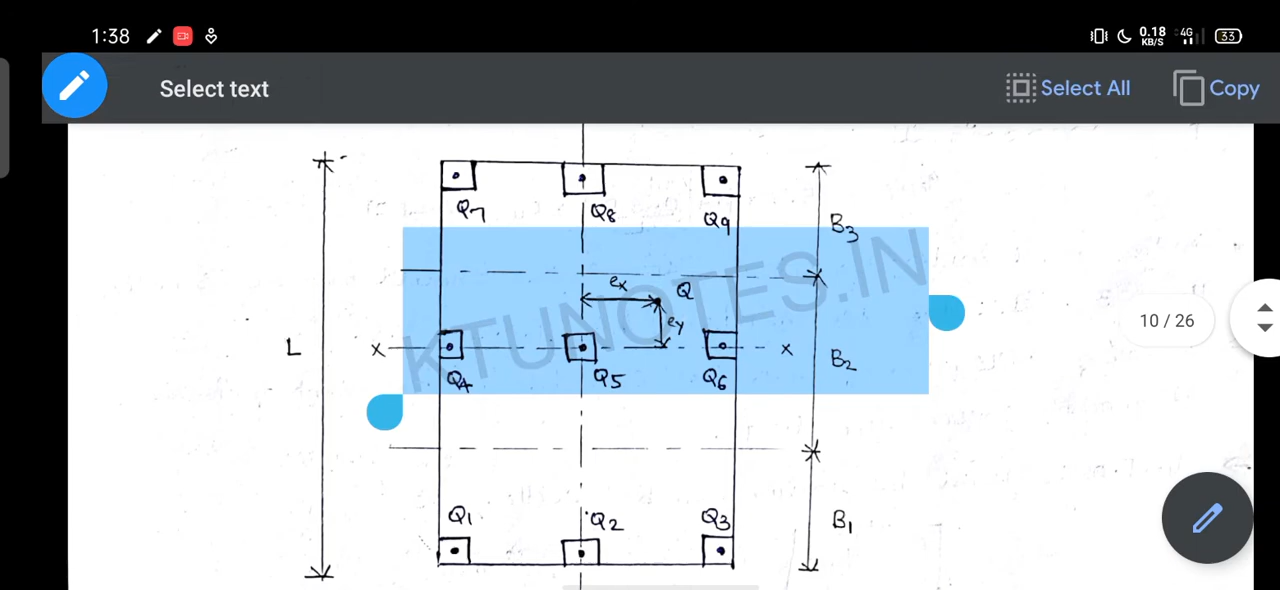 1:38 0.18 KB/S 4G 33
Select text Select All Copy
Q7 Q8 Q9 B3
KTUNOTES.IN
ex Q
ey
10 / 26
L X Q4 Q5 Q6 X B2
Q1 Q2 Q3 B1